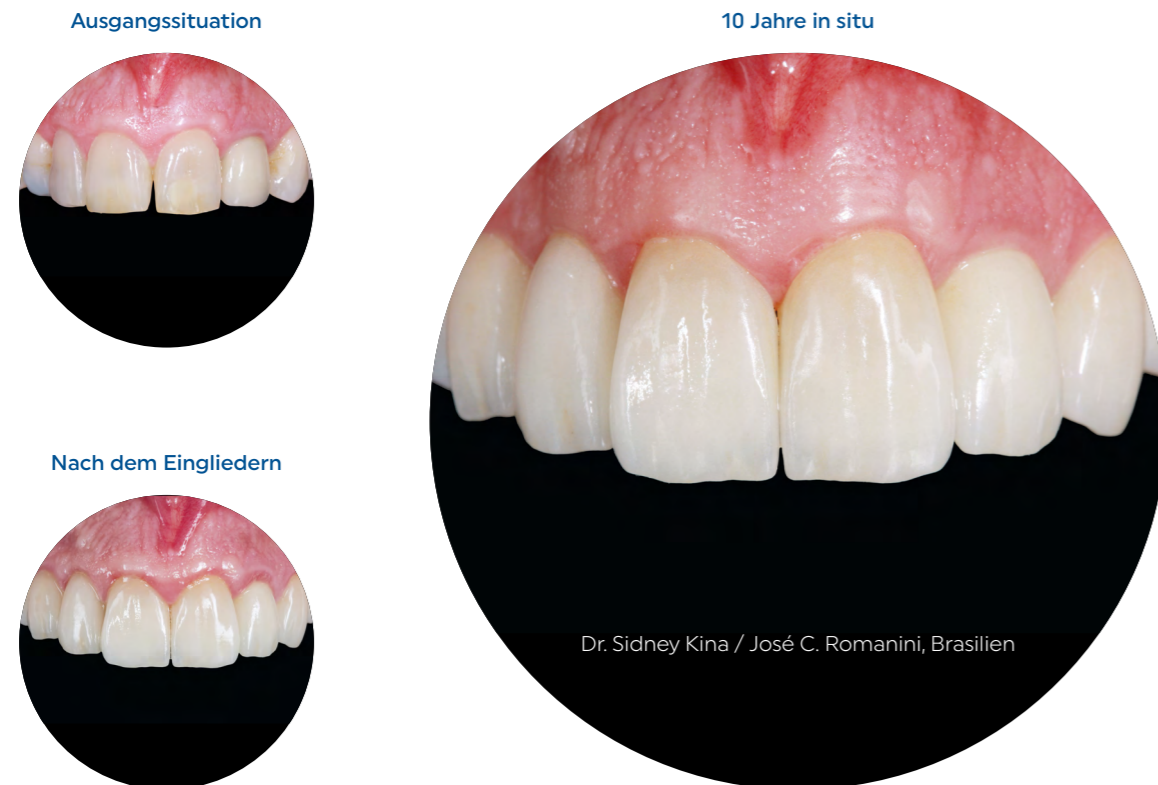 Ausgangssituation
10 Jahre in situ
Nach dem Eingliedern
Dr. Sidney Kina / José C. Romanini, Brasilien